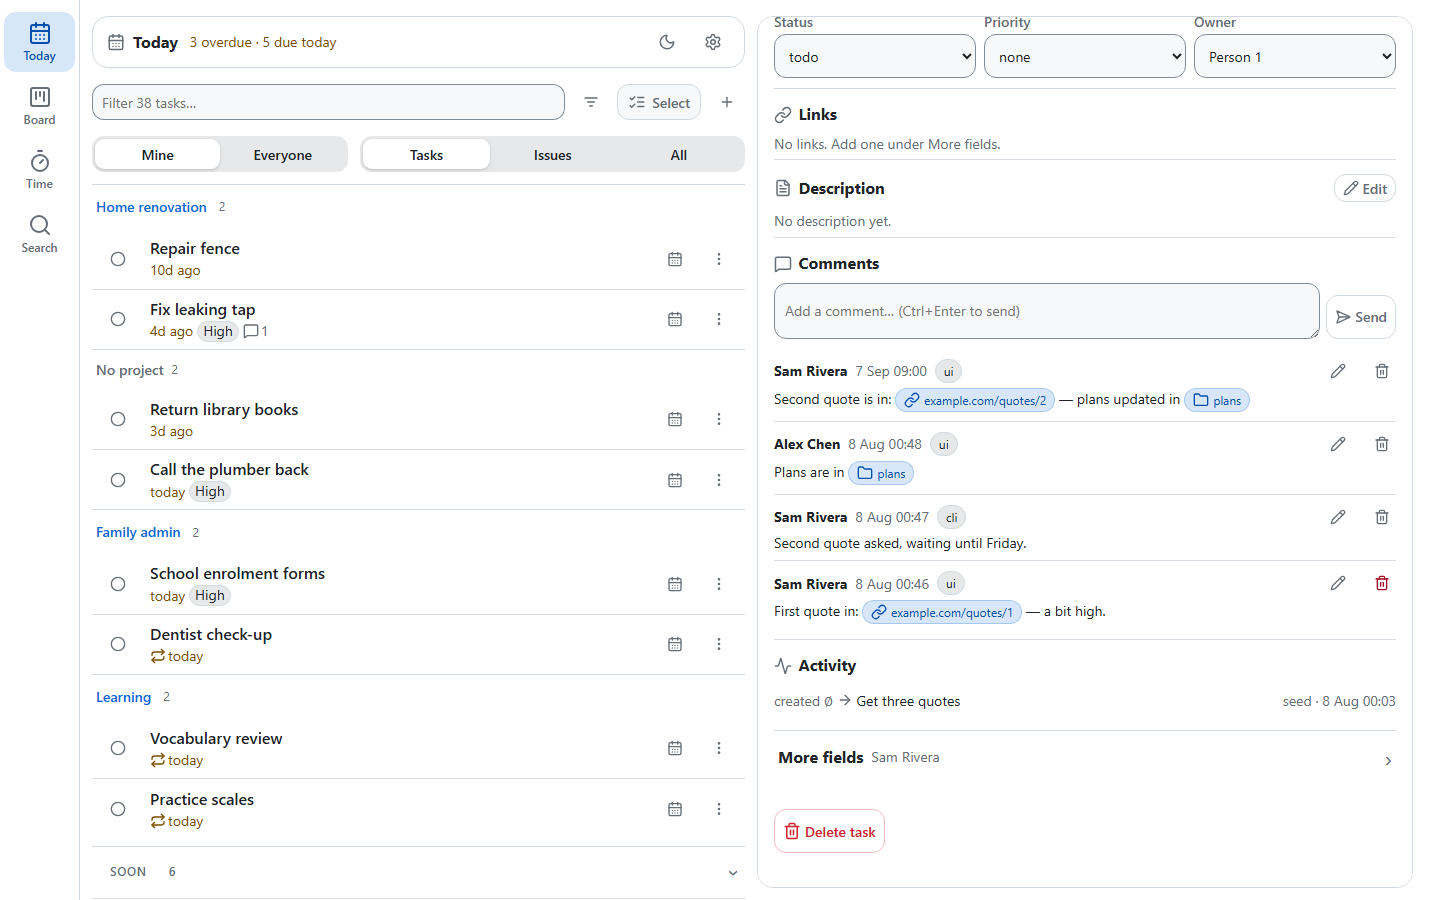 Today
Board
Time
Search
Today 3 overdue · 5 due today
Filter 38 tasks...
Select
Mine
Everyone
Tasks
Issues
All
Home renovation 2
Repair fence
10d ago
Fix leaking tap
4d ago High 1
No project 2
Return library books
3d ago
Call the plumber back
today High
Family admin 2
School enrolment forms
today High
Dentist check-up
today
Learning 2
Vocabulary review
today
Practice scales
today
SOON 6
Status
Priority
Owner
todo
none
Person 1
Links
No links. Add one under More fields.
Description
Edit
No description yet.
Comments
Add a comment... (Ctrl+Enter to send)
Send
Sam Rivera 7 Sep 09:00 ui
Second quote is in: example.com/quotes/2 — plans updated in plans
Alex Chen 8 Aug 00:48 ui
Plans are in plans
Sam Rivera 8 Aug 00:47 cli
Second quote asked, waiting until Friday.
Sam Rivera 8 Aug 00:46 ui
First quote in: example.com/quotes/1 — a bit high.
Activity
created ∅ → Get three quotes
seed · 8 Aug 00:03
More fields Sam Rivera
Delete task